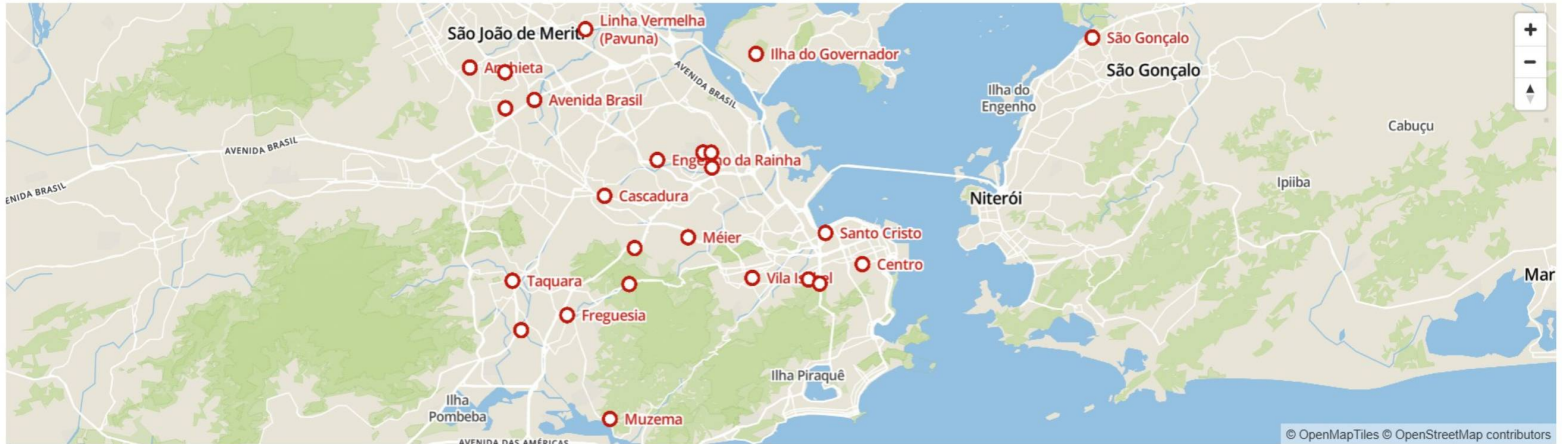 Linha Vermelha
(Pavuna)
São João de Meriti
São Gonçalo
Ilha do Governador
Anchieta
AVENIDA BRASIL
São Gonçalo
Avenida Brasil
Ilha do
Engenho
Cabuçu
AVENIDA BRASIL
Engenho da Rainha
AVENIDA BRASIL
Ipiiba
Cascadura
Niterói
Méier
Santo Cristo
Centro
Taquara
Vila Isabel
Mar
Freguesia
Ilha Piraquê
Ilha
Pombeba
Muzema
AVENIDA DAS AMÉRICAS
© OpenMapTiles © OpenStreetMap contributors